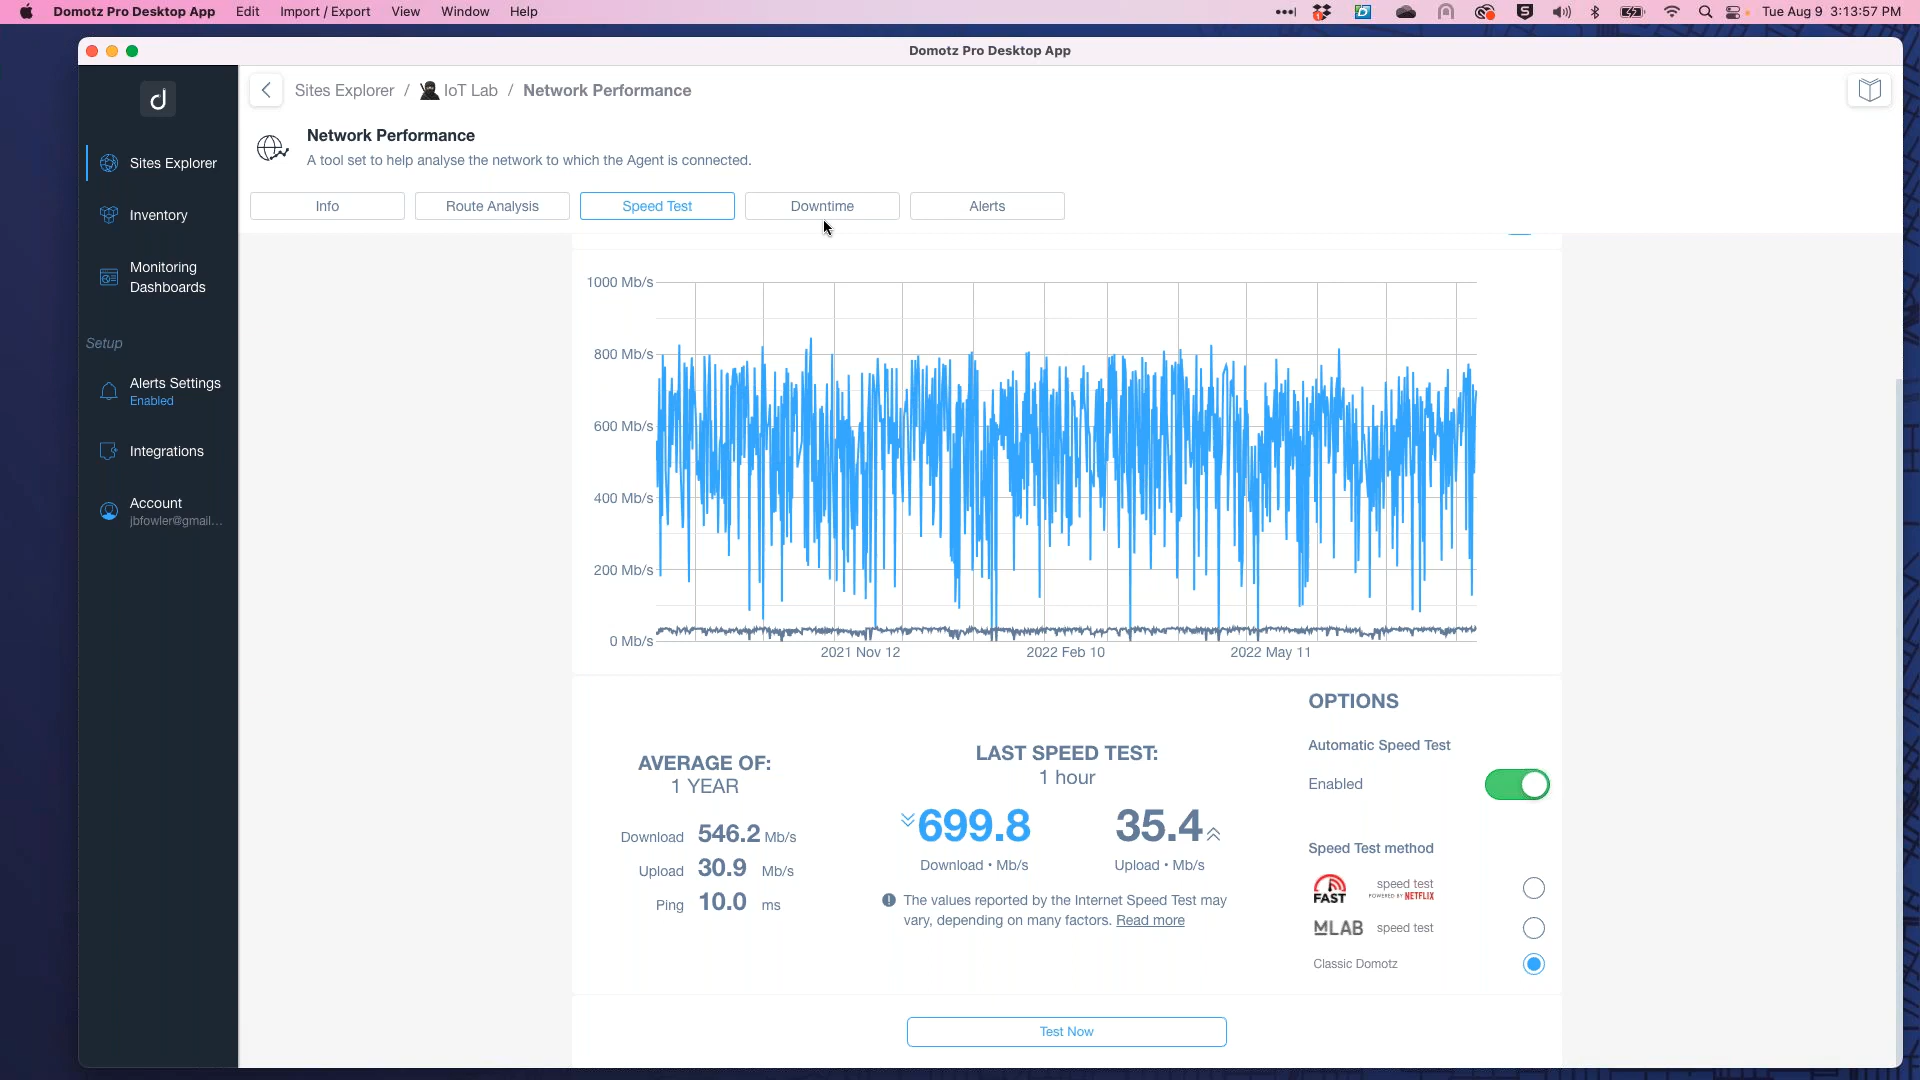 Domotz Pro Desktop App Edit Import / Export View Window Help Tue Aug 9 3:13:57 PM
Domotz Pro Desktop App
Sites Explorer / IoT Lab / Network Performance
Network Performance
A tool set to help analyse the network to which the Agent is connected.
Info Route Analysis Speed Test Downtime Alerts
Sites Explorer
Inventory
Monitoring
Dashboards
Setup
Alerts Settings
Enabled
Integrations
Account
jbfowler@gmail...
1000 Mb/s
800 Mb/s
600 Mb/s
400 Mb/s
200 Mb/s
0 Mb/s
2021 Nov 12 2022 Feb 10 2022 May 11
AVERAGE OF:
1 YEAR
Download 546.2 Mb/s
Upload 30.9 Mb/s
Ping 10.0 ms
LAST SPEED TEST:
1 hour
699.8 35.4
Download • Mb/s Upload • Mb/s
The values reported by the Internet Speed Test may
vary, depending on many factors. Read more
OPTIONS
Automatic Speed Test
Enabled
Speed Test method
FAST speed test
POWERED BY NETFLIX
MLAB speed test
Classic Domotz
Test Now